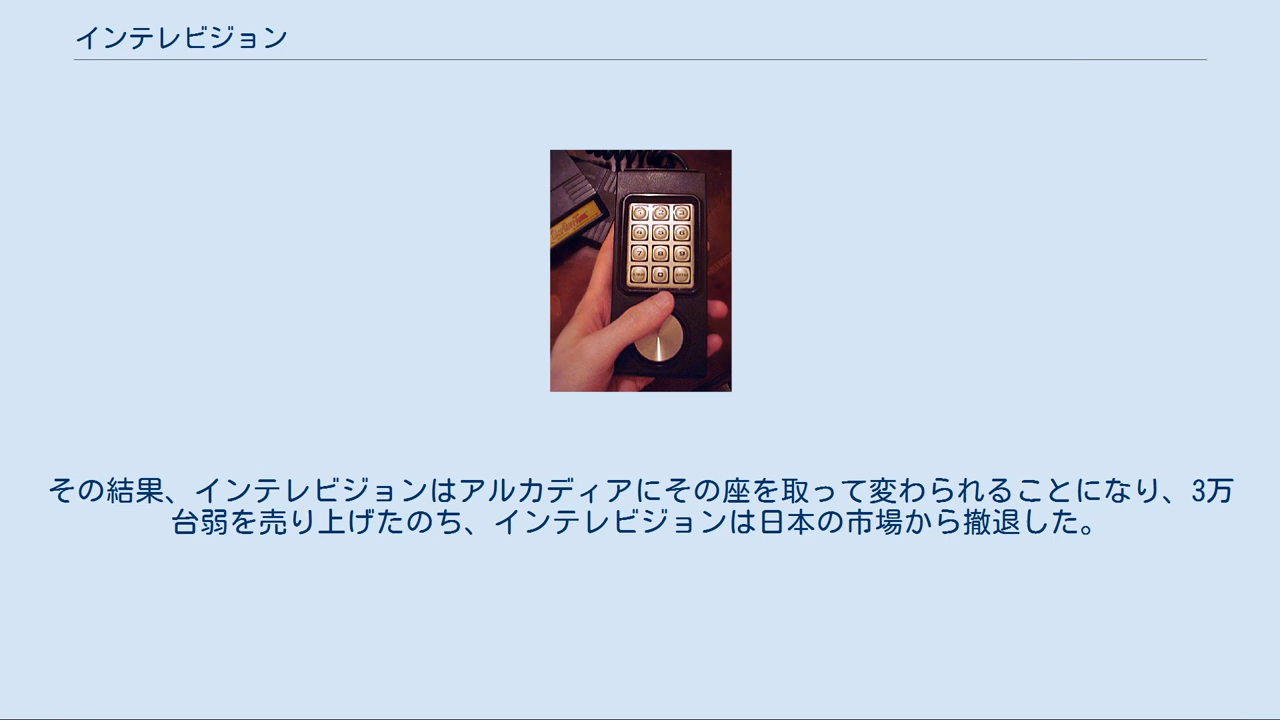 インテレビジョン
その結果、インテレビジョンはアルカディアにその座を取って変わられることになり、3万
台弱を売り上げたのち、インテレビジョンは日本の市場から撤退した。